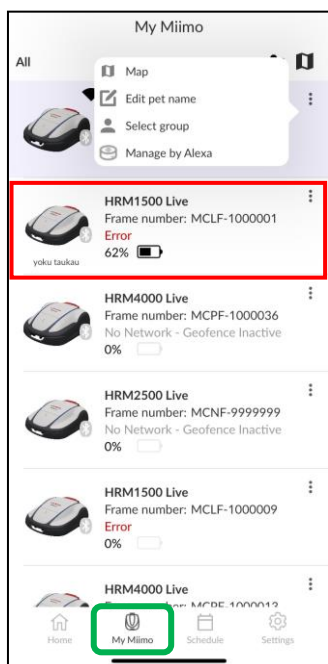 My Miimo
All
Map
Edit pet name
Select group
Manage by Alexa
HRM1500 Live
Frame number: MCLF-1000001
Error
62%
yoku taukau
HRM4000 Live
Frame number: MCPF-1000036
No Network - Geofence Inactive
0%
HRM2500 Live
Frame number: MCNF-9999999
No Network - Geofence Inactive
0%
HRM1500 Live
Frame number: MCLF-1000009
Error
0%
HRM4000 Live
Home
My Miimo
Schedule
Settings